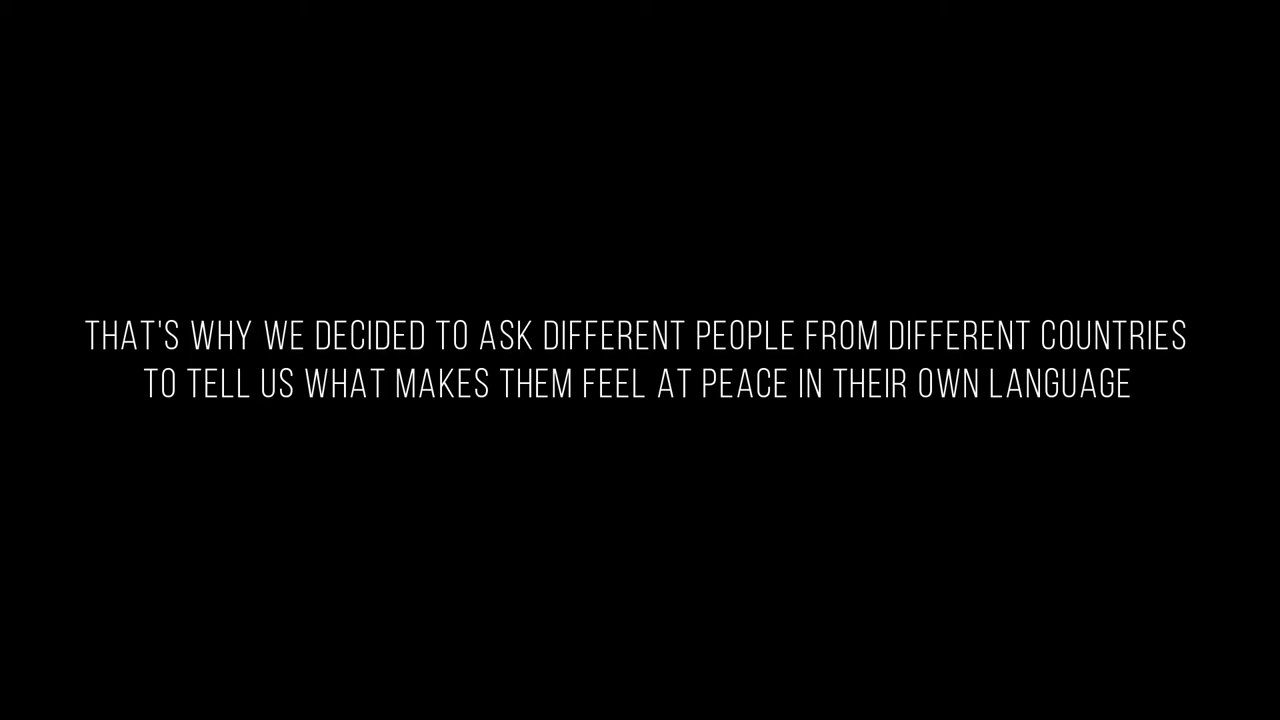 THAT'S WHY WE DECIDED TO ASK DIFFERENT PEOPLE FROM DIFFERENT COUNTRIES
TO TELL US WHAT MAKES THEM FEEL AT PEACE IN THEIR OWN LANGUAGE